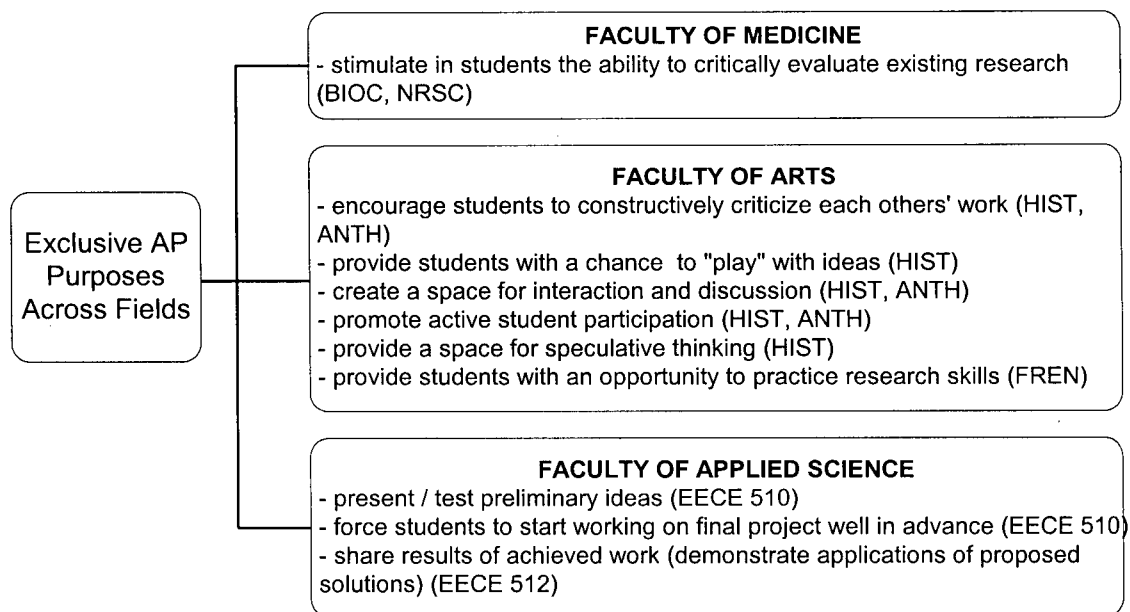 Exclusive AP
Purposes
Across Fields
FACULTY OF MEDICINE
- stimulate in students the ability to critically evaluate existing research
(BIOC, NRSC)
FACULTY OF ARTS
- encourage students to constructively criticize each others' work (HIST,
ANTH)
- provide students with a chance to "play" with ideas (HIST)
- create a space for interaction and discussion (HIST, ANTH)
- promote active student participation (HIST, ANTH)
- provide a space for speculative thinking (HIST)
- provide students with an opportunity to practice research skills (FREN)
FACULTY OF APPLIED SCIENCE
- present / test preliminary ideas (EECE 510)
- force students to start working on final project well in advance (EECE 510)
- share results of achieved work (demonstrate applications of proposed
solutions) (EECE 512)